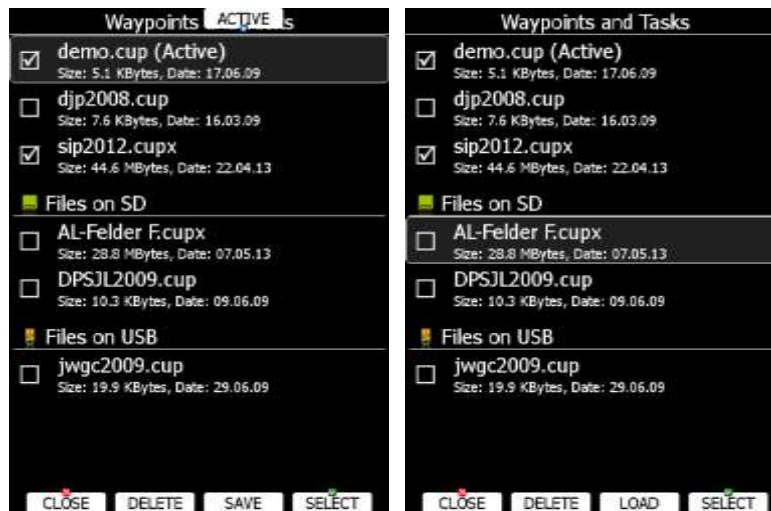 Waypoints
ACTIVE
s
demo.cup (Active)
Size: 5.1 KBytes, Date: 17.06.09
djp2008.cup
Size: 7.6 KBytes, Date: 16.03.09
sip2012.cupx
Size: 44.6 MBytes, Date: 22.04.13
Files on SD
AL-Felder F.cupx
Size: 28.8 MBytes, Date: 07.05.13
DPSJL2009.cup
Size: 10.3 KBytes, Date: 09.06.09
Files on USB
jwgc2009.cup
Size: 19.9 KBytes, Date: 29.06.09
CLOSE DELETE SAVE SELECT
Waypoints and Tasks
demo.cup (Active)
Size: 5.1 KBytes, Date: 17.06.09
djp2008.cup
Size: 7.6 KBytes, Date: 16.03.09
sip2012.cupx
Size: 44.6 MBytes, Date: 22.04.13
Files on SD
AL-Felder F.cupx
Size: 28.8 MBytes, Date: 07.05.13
DPSJL2009.cup
Size: 10.3 KBytes, Date: 09.06.09
Files on USB
jwgc2009.cup
Size: 19.9 KBytes, Date: 29.06.09
CLOSE DELETE LOAD SELECT